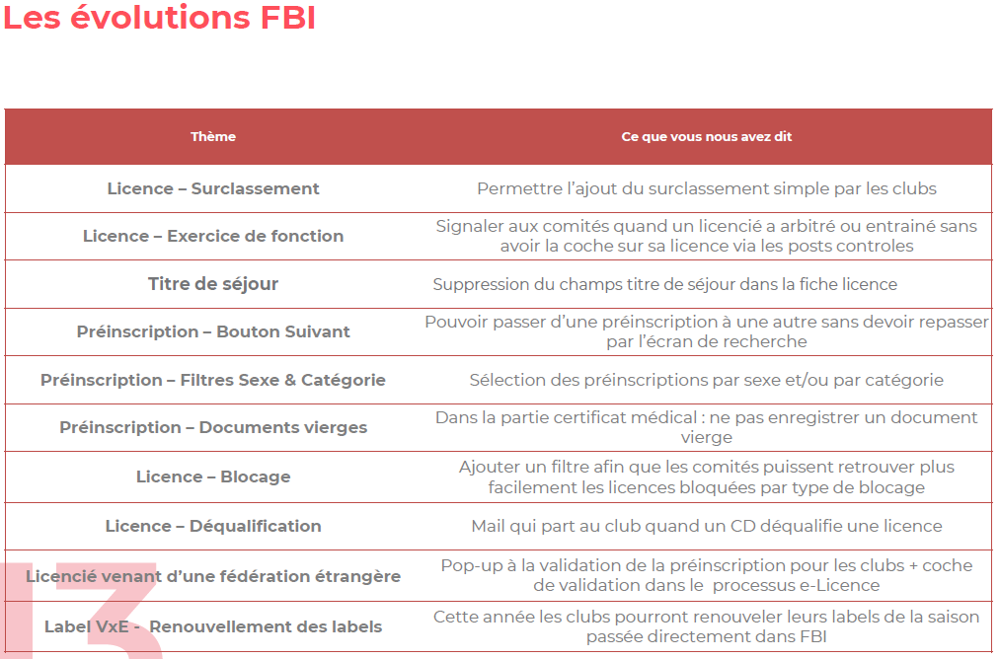 Les évolutions FBI
Thème
Ce que vous nous avez dit
Licence – Surclassement
Permettre l’ajout du surclassement simple par les clubs
Licence – Exercice de fonction
Signaler aux comités quand un licencié a arbitré ou entrainé sans
avoir la coche sur sa licence via les posts controles
Titre de séjour
Suppression du champs titre de séjour dans la fiche licence
Préinscription – Bouton Suivant
Pouvoir passer d’une préinscription à une autre sans devoir repasser
par l’écran de recherche
Préinscription – Filtres Sexe & Catégorie
Sélection des préinscriptions par sexe et/ou par catégorie
Préinscription – Documents vierges
Dans la partie certificat médical : ne pas enregistrer un document
vierge
Licence – Blocage
Ajouter un filtre afin que les comités puissent retrouver plus
facilement les licences bloquées par type de blocage
Licence – Déqualification
Mail qui part au club quand un CD déqualifie une licence
Licencié venant d’une fédération étrangère
Pop-up à la validation de la préinscription pour les clubs + coche
de validation dans le processus e-Licence
Label VxE - Renouvellement des labels
Cette année les clubs pourront renouveler leurs labels de la saison
passée directement dans FBI
13